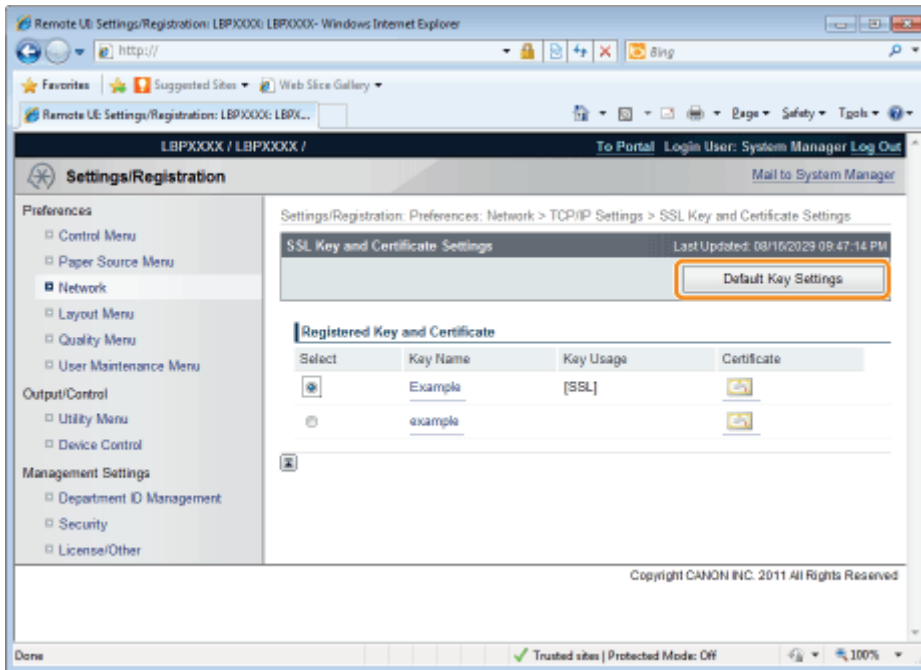 Remote UI: Settings/Registration: LBPXXXX: LBPXXXX- Windows Internet Explorer
http://
Bing
Favorites Suggested Sites Web Slice Gallery
Remote UI: Settings/Registration: LBPXXXX: LBPX... Page Safety Tools
LBPXXXX / LBPXXXX / To Portal Login User: System Manager Log Out
Settings/Registration Mail to System Manager
Preferences
Control Menu
Paper Source Menu
Network
Layout Menu
Quality Menu
User Maintenance Menu
Output/Control
Utility Menu
Device Control
Management Settings
Department ID Management
Security
License/Other
Settings/Registration: Preferences: Network > TCP/IP Settings > SSL Key and Certificate Settings
SSL Key and Certificate Settings Last Updated: 08/16/2029 09:47:14 PM
Default Key Settings
Registered Key and Certificate
Select Key Name Key Usage Certificate
Example [SSL]
example
Copyright CANON INC. 2011 All Rights Reserved
Done Trusted sites | Protected Mode: Off 100%